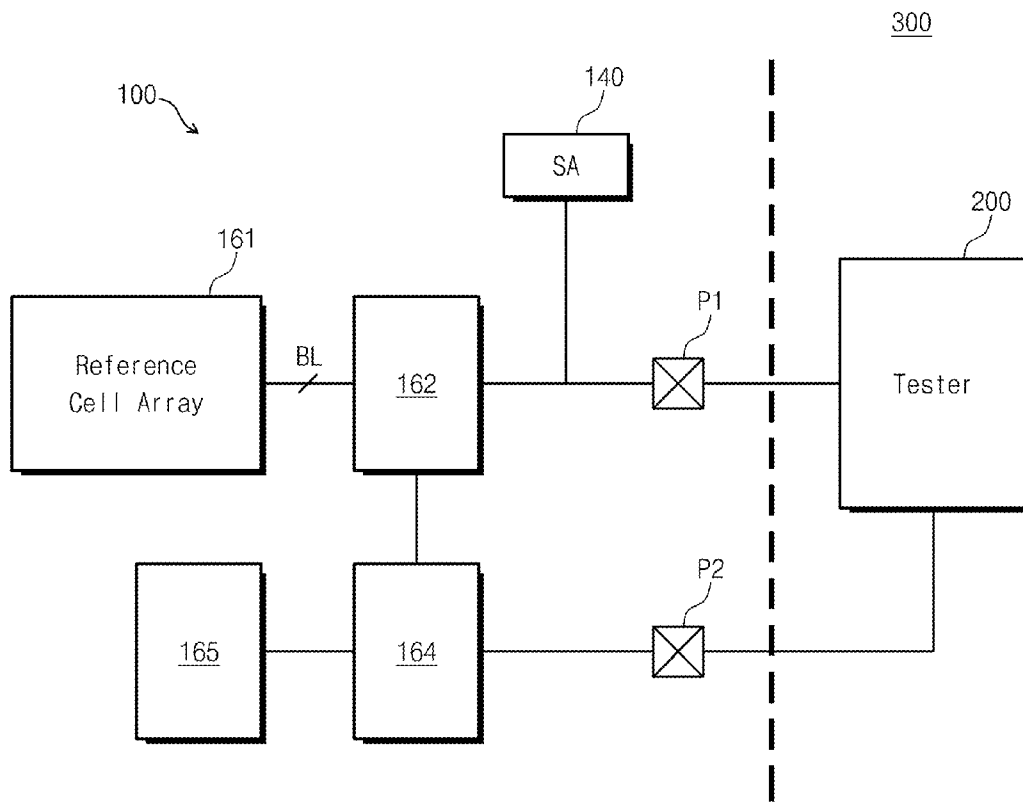 300
100
140
SA
200
161
P1
Reference
Cell Array
BL
162
Tester
P2
165
164